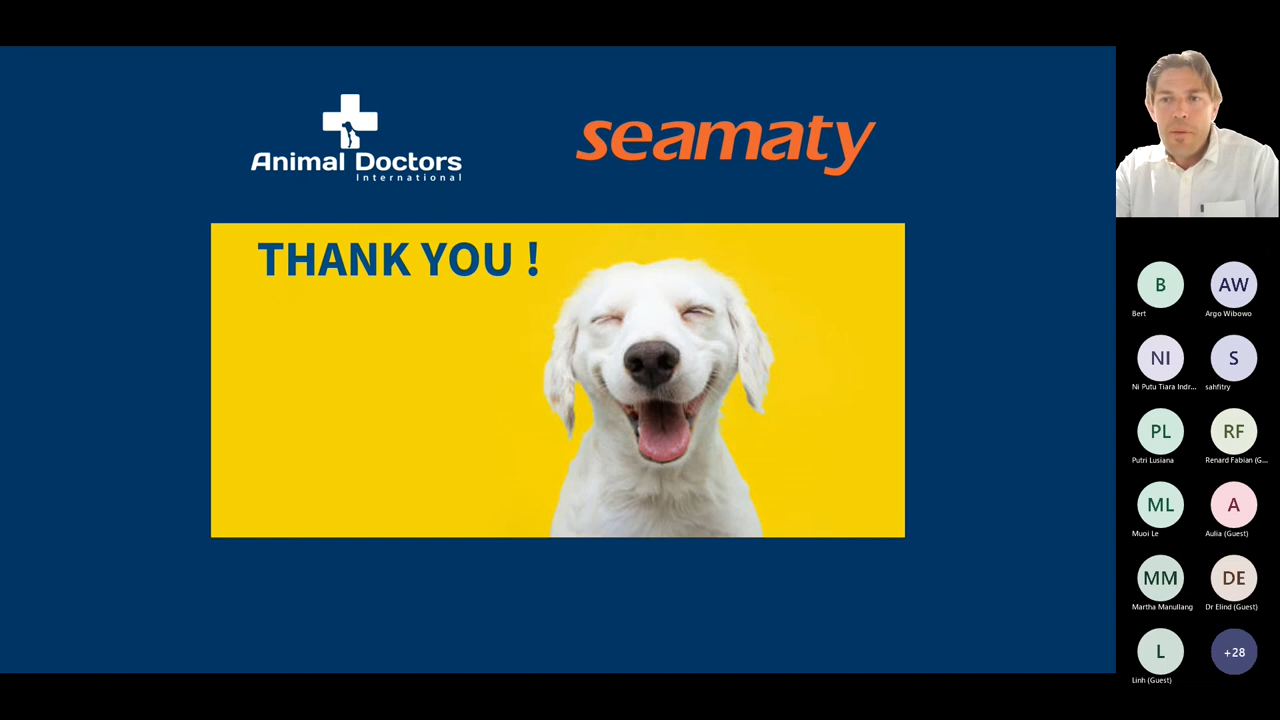 Animal Doctors
International
seamaty
THANK YOU !
B
AW
Bert
Argo Wibowo
NI
S
Ni Putu Tiara Indr...
sahfitry
PL
RF
Putri Lusiana
Renard Fabian (G...
ML
A
Muoi Le
Aulia (Guest)
MM
DE
Martha Manullang
Dr Elind (Guest)
L
+28
Linh (Guest)